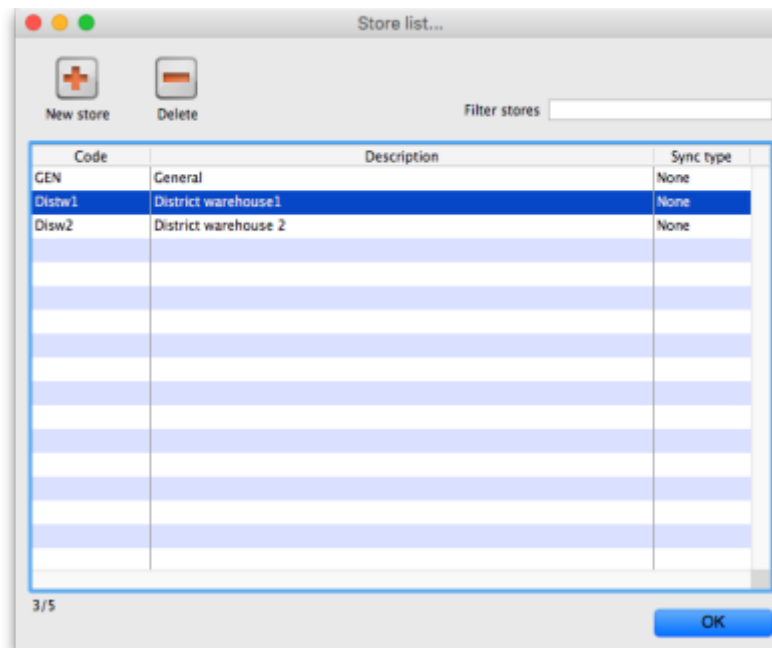 Store list...
New store
Delete
Filter stores
Code Description Sync type
GEN General None
Distw1 District warehouse1 None
Disw2 District warehouse 2 None
3/5
OK